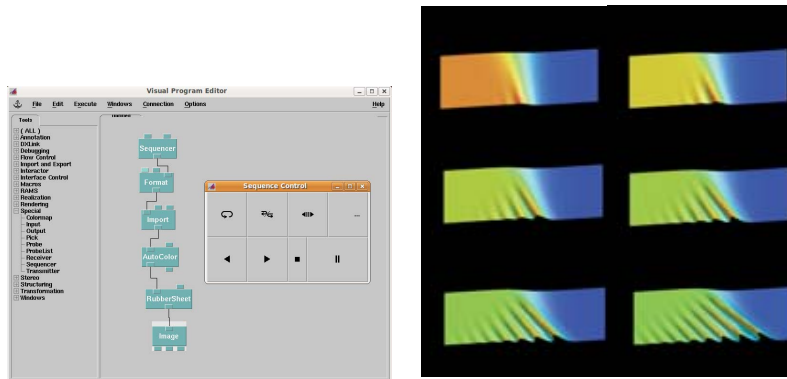 Visual Program Editor
File Edit Execute Windows Connection Options Help
Tools
( ALL )
Annotation
DXLink
Debugging
Flow Control
Import and Export
Interactor
Interface Control
Macros
RAMS
Realization
Rendering
Special
Colormap
Input
Output
Pick
Probe
ProbeList
Receiver
Sequencer
Transmitter
Stereo
Structuring
Transformation
Windows
Sequencer
Format
Import
AutoColor
RubberSheet
Image
Sequence Control
...